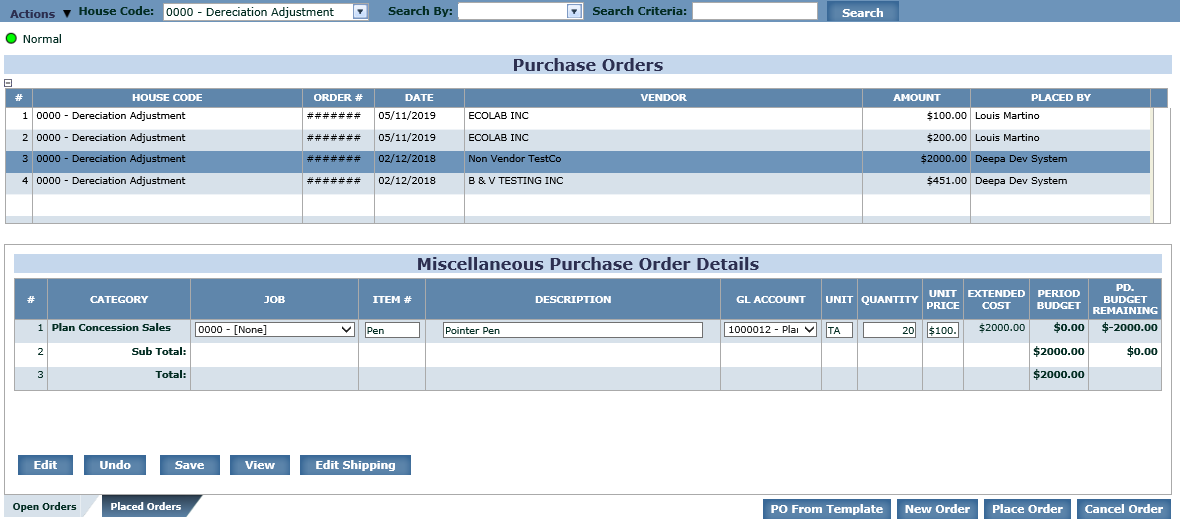 Actions ▼ House Code: 0000 - Dereciation Adjustment Search By: Search Criteria: Search
Normal
Purchase Orders
# HOUSE CODE ORDER # DATE VENDOR AMOUNT PLACED BY
1 0000 - Dereciation Adjustment ####### 05/11/2019 ECOLAB INC $100.00 Louis Martino
2 0000 - Dereciation Adjustment ####### 05/11/2019 ECOLAB INC $200.00 Louis Martino
3 0000 - Dereciation Adjustment ####### 02/12/2018 Non Vendor TestCo $2000.00 Deepa Dev System
4 0000 - Dereciation Adjustment ####### 02/12/2018 B & V TESTING INC $451.00 Deepa Dev System
Miscellaneous Purchase Order Details
# CATEGORY JOB ITEM # DESCRIPTION GL ACCOUNT UNIT QUANTITY UNIT PRICE EXTENDED COST PERIOD BUDGET PD. BUDGET REMAINING
1 Plan Concession Sales 0000 - [None] Pen Pointer Pen 1000012 - Pla TA 20 $100. $2000.00 $0.00 $-2000.00
2 Sub Total: $2000.00 $0.00
3 Total: $2000.00
Edit Undo Save View Edit Shipping
Open Orders Placed Orders PO From Template New Order Place Order Cancel Order